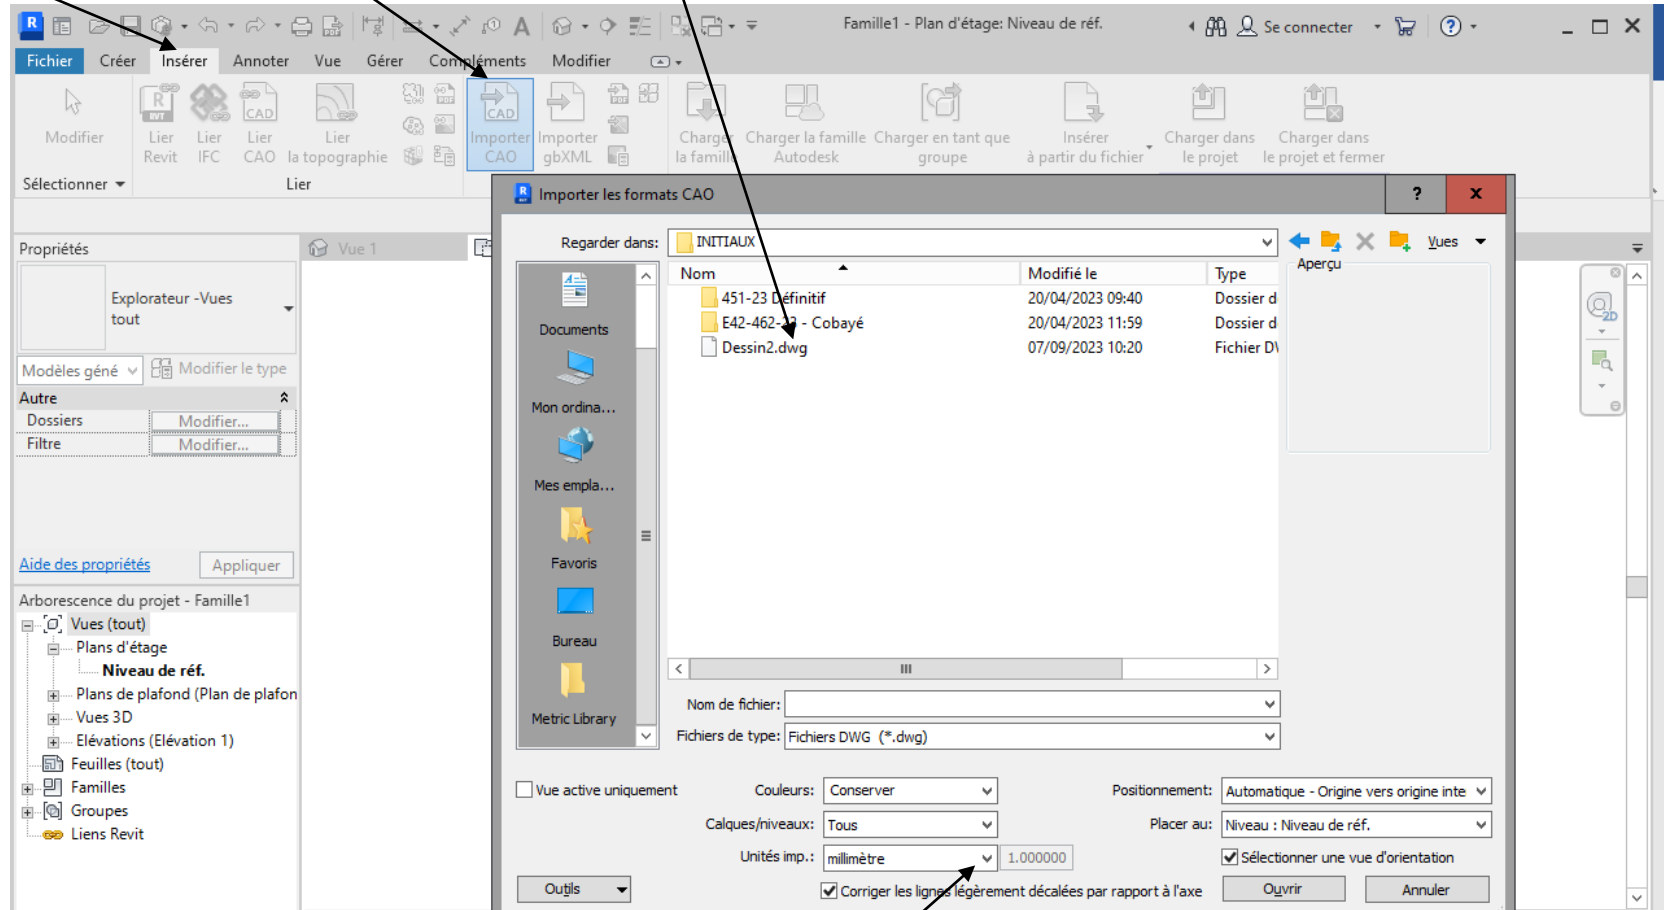 Famille1 - Plan d'étage: Niveau de réf.
Se connecter
Fichier Créer Insérer Annoter Vue Gérer Compléments Modifier
Modifier
Lier Revit
Lier IFC
Lier CAO
Lier la topographie
Importer CAO
Importer gbXML
Charger la famille
Charger la famille Autodesk
Charger en tant que groupe
Insérer à partir du fichier
Charger dans le projet
Charger dans le projet et fermer
Sélectionner
Lier
Importer les formats CAO
Propriétés
Vue 1
Regarder dans: INITIAUX
Vues
Aperçu
Nom Modifié le Type
451-23 Définitif 20/04/2023 09:40 Dossier d
E42-462-23 - Cobayé 20/04/2023 11:59 Dossier d
Dessin2.dwg 07/09/2023 10:20 Fichier D
Explorateur -Vues
tout
Modèles géné
Modifier le type
Autre
Dossiers Modifier...
Filtre Modifier...
Aide des propriétés
Appliquer
Documents
Mon ordina...
Mes empla...
Favoris
Bureau
Metric Library
2D
Arborescence du projet - Famille1
Vues (tout)
Plans d'étage
Niveau de réf.
Plans de plafond (Plan de plafon
Vues 3D
Elévations (Elévation 1)
Feuilles (tout)
Familles
Groupes
Liens Revit
Nom de fichier:
Fichiers de type: Fichiers DWG (*.dwg)
Vue active uniquement
Couleurs: Conserver
Positionnement: Automatique - Origine vers origine inte
Calques/niveaux: Tous
Placer au: Niveau : Niveau de réf.
Unités imp.: millimètre 1.000000
Sélectionner une vue d'orientation
Outils
Corriger les lignes légèrement décalées par rapport à l'axe
Ouvrir
Annuler